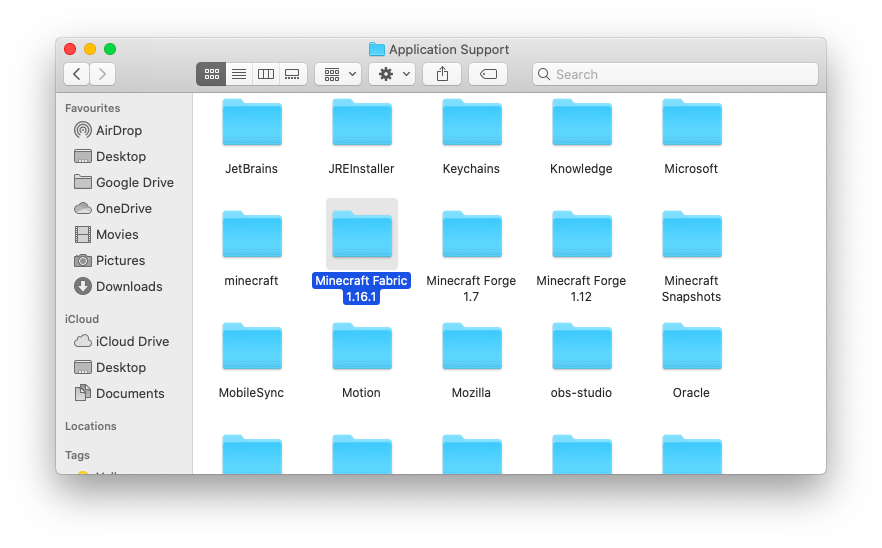 Application Support
Search
Favourites
AirDrop
Desktop
Google Drive
OneDrive
Movies
Pictures
Downloads
iCloud
iCloud Drive
Desktop
Documents
Locations
Tags
JetBrains
JREInstaller
Keychains
Knowledge
Microsoft
minecraft
Minecraft Fabric
1.16.1
Minecraft Forge
1.7
Minecraft Forge
1.12
Minecraft
Snapshots
MobileSync
Motion
Mozilla
obs-studio
Oracle